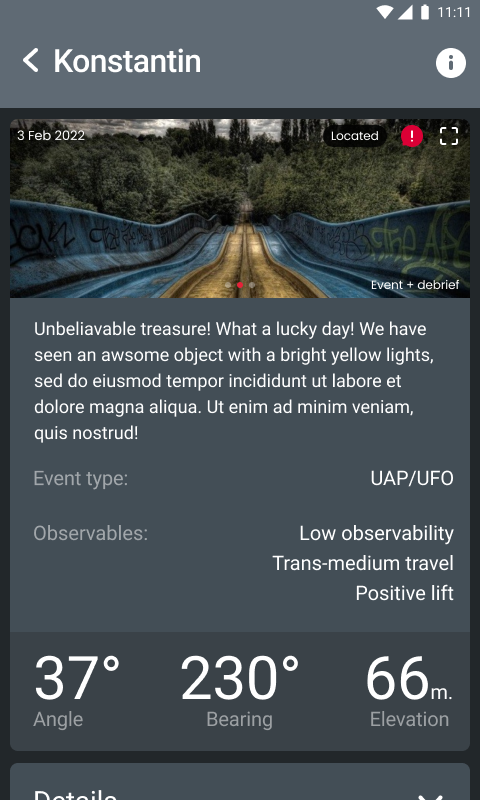 11:11
Konstantin
3 Feb 2022
Located
Event + debrief
Unbeliavable treasure! What a lucky day! We have
seen an awsome object with a bright yellow lights,
sed do eiusmod tempor incididunt ut labore et
dolore magna aliqua. Ut enim ad minim veniam,
quis nostrud!
Event type: UAP/UFO
Observables: Low observability
Trans-medium travel
Positive lift
37° 230° 66m.
Angle Bearing Elevation
Details